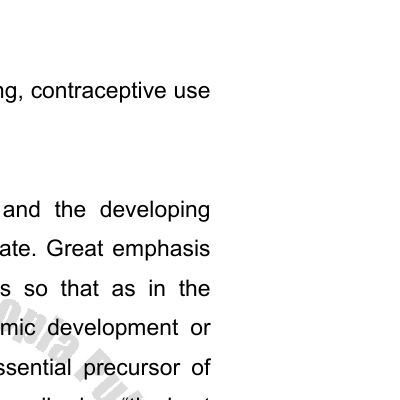 ng, contraceptive use
and the developing
ate. Great emphasis
s so that as in the
mic development or
ssential precursor of